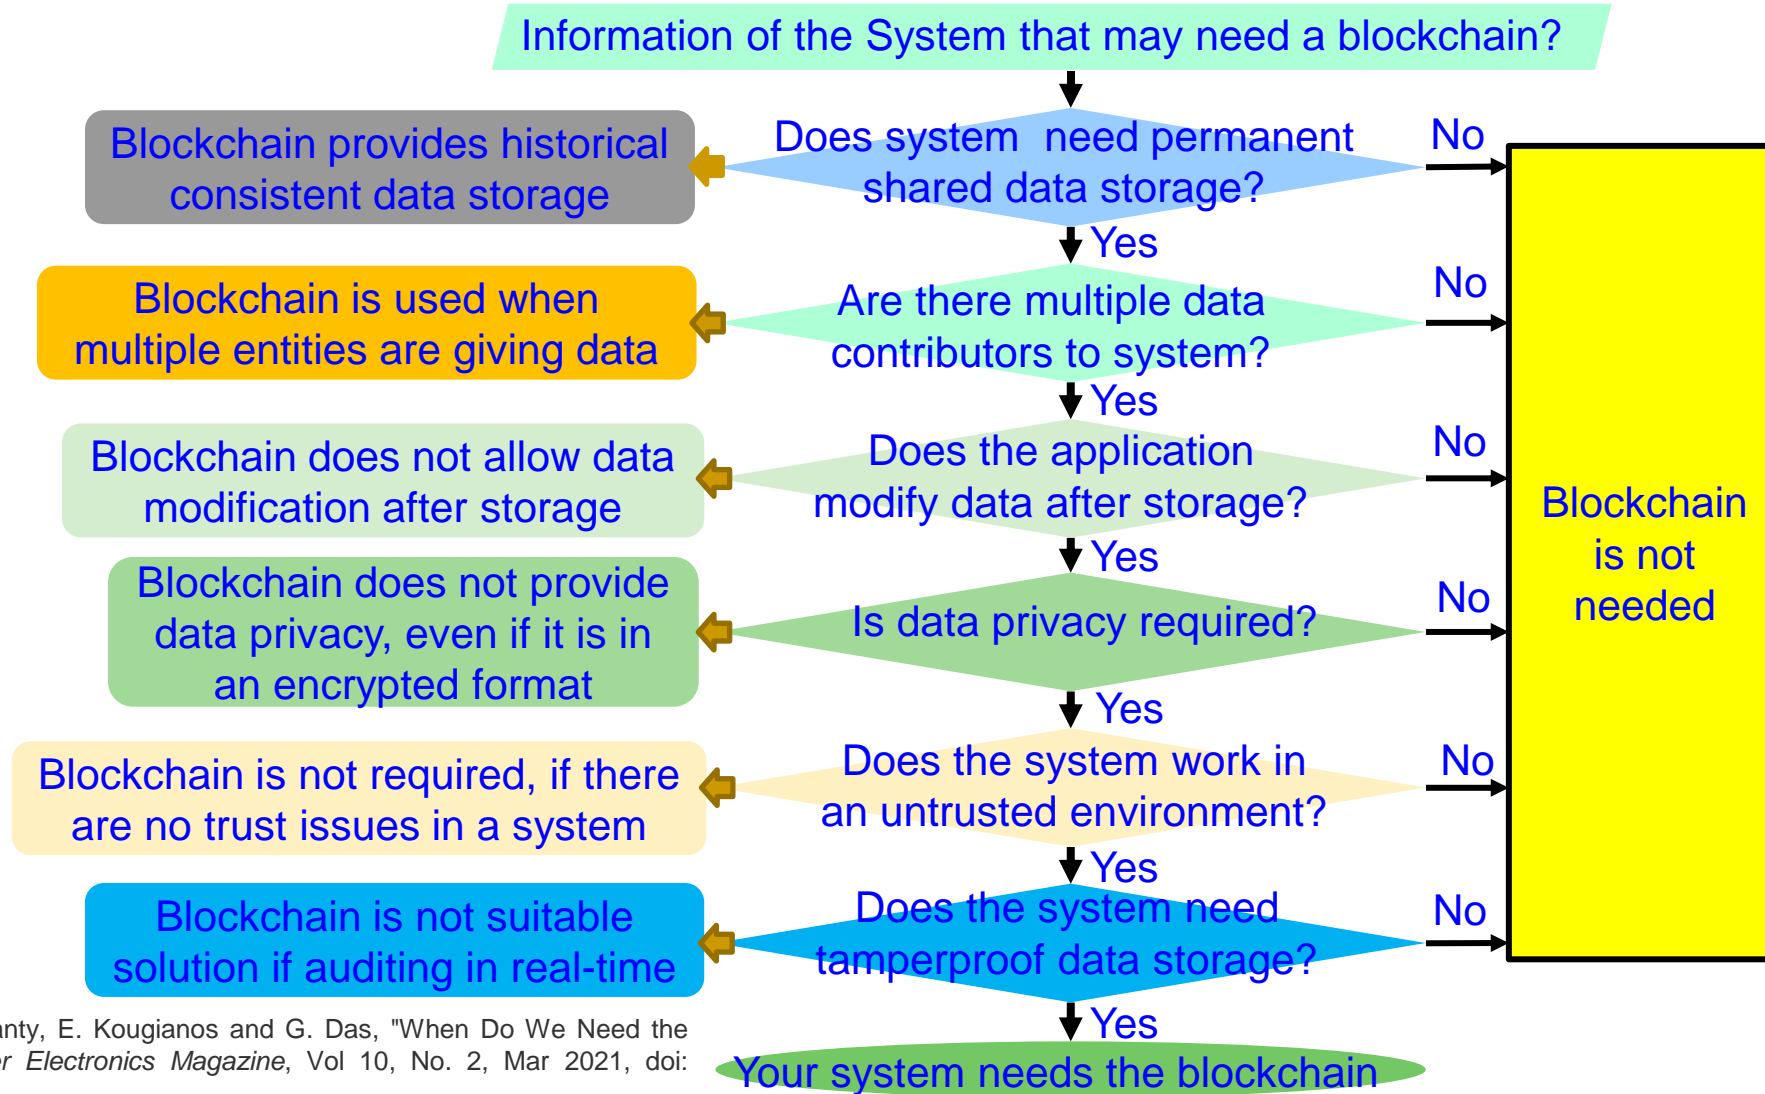 Information of the System that may need a blockchain?
Blockchain provides historical
consistent data storage
Does system need permanent
shared data storage?
No
Yes
Blockchain is used when
multiple entities are giving data
Are there multiple data
contributors to system?
No
Yes
Blockchain does not allow data
modification after storage
Does the application
modify data after storage?
No
Yes
Blockchain does not provide
data privacy, even if it is in
an encrypted format
Is data privacy required?
No
Yes
Blockchain is not required, if there
are no trust issues in a system
Does the system work in
an untrusted environment?
No
Yes
Blockchain is not suitable
solution if auditing in real-time
Does the system need
tamperproof data storage?
No
Yes
Your system needs the blockchain
Blockchain
is not
needed
anty, E. Kougianos and G. Das, "When Do We Need the
er Electronics Magazine, Vol 10, No. 2, Mar 2021, doi: